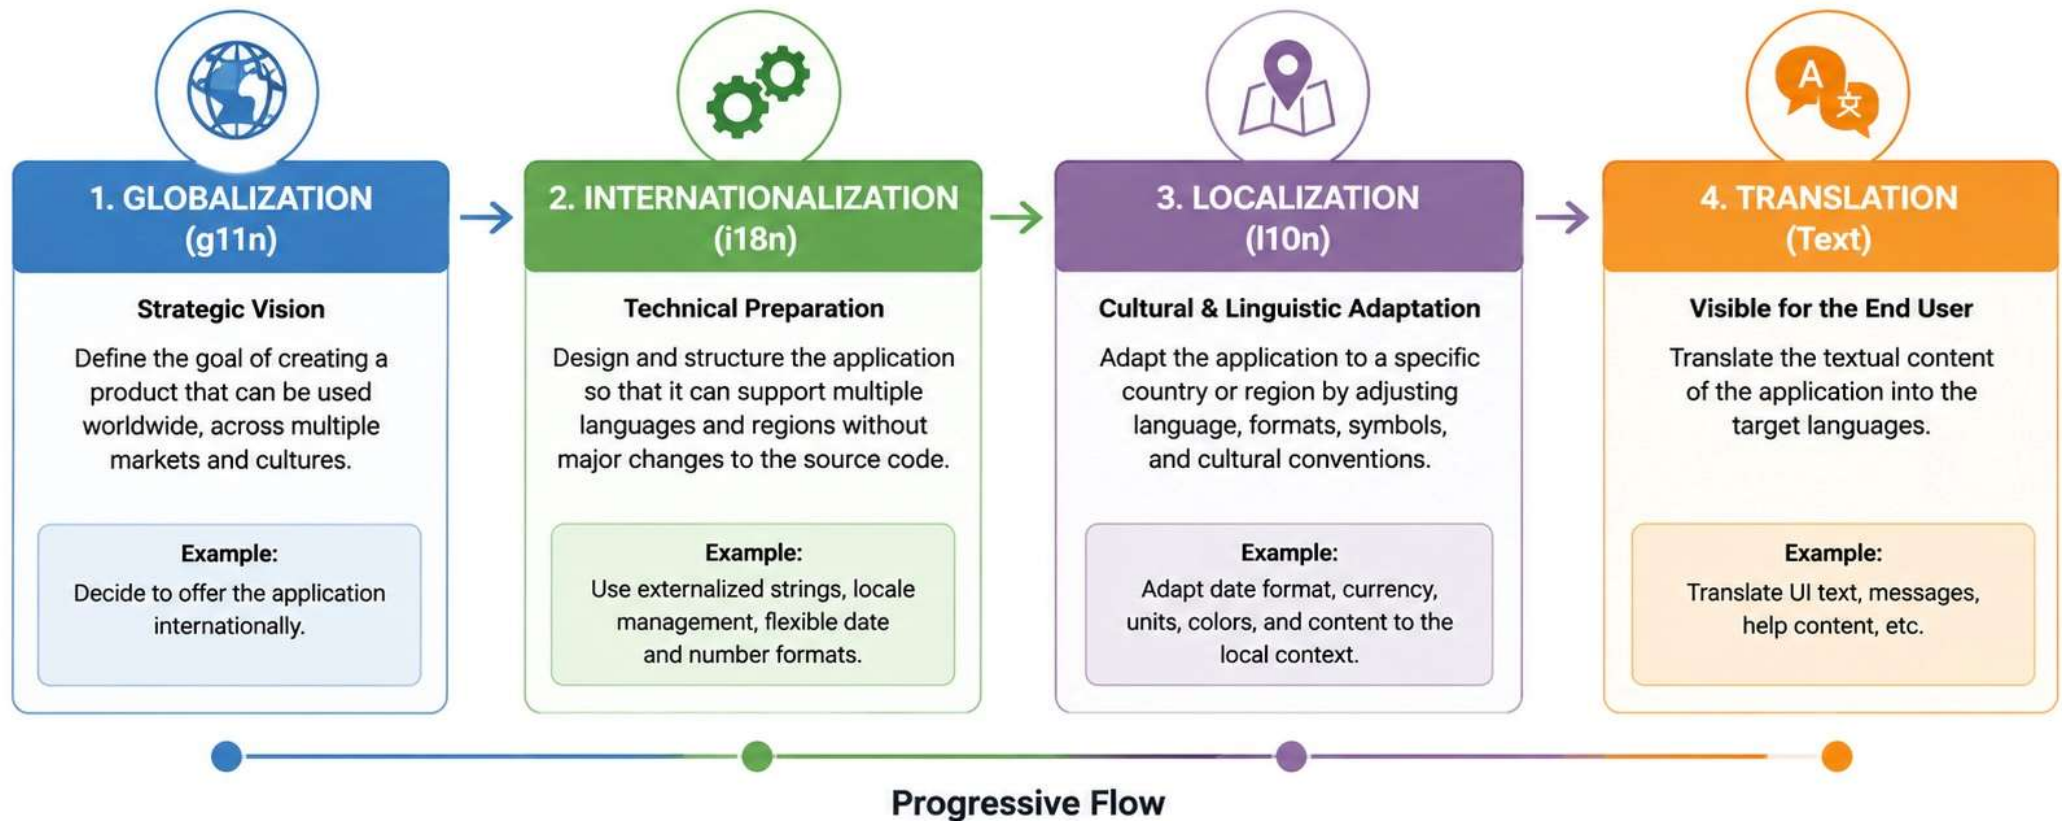 1. GLOBALIZATION
(g11n)
Strategic Vision
Define the goal of creating a
product that can be used
worldwide, across multiple
markets and cultures.
Example:
Decide to offer the application
internationally.
2. INTERNATIONALIZATION
(i18n)
Technical Preparation
Design and structure the application
so that it can support multiple
languages and regions without
major changes to the source code.
Example:
Use externalized strings, locale
management, flexible date
and number formats.
3. LOCALIZATION
(l10n)
Cultural & Linguistic Adaptation
Adapt the application to a specific
country or region by adjusting
language, formats, symbols,
and cultural conventions.
Example:
Adapt date format, currency,
units, colors, and content to the
local context.
A
文
4. TRANSLATION
(Text)
Visible for the End User
Translate the textual content
of the application into the
target languages.
Example:
Translate UI text, messages,
help content, etc.
Progressive Flow